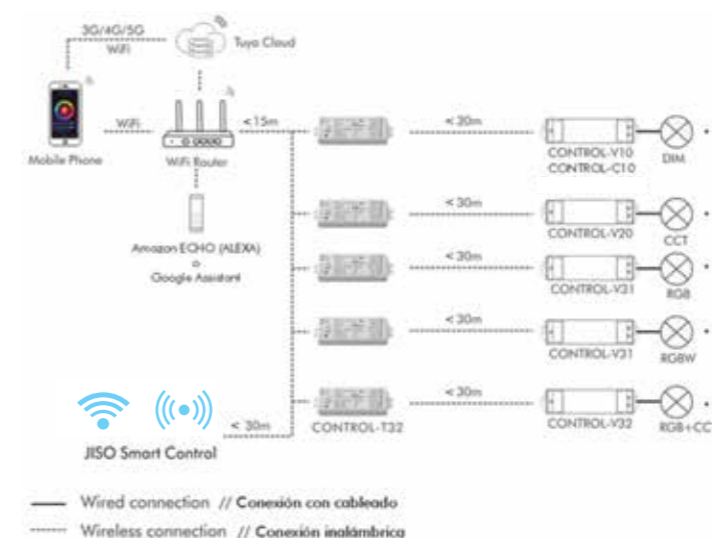 3G/4G/5G
WiFi
Tuya Cloud
WiFi
<15m
Mobile Phone
WiFi Router
Amazon ECHO (ALEXA)
o
Google Assistant
<30m
CONTROL-V10
CONTROL-C10
DIM
<30m
CONTROL-V20
CCT
<30m
CONTROL-V31
RGB
<30m
CONTROL-V31
RGBW
<30m
CONTROL-T32
<30m
CONTROL-V32
RGB+CC
JISO Smart Control
Wired connection // Conexión con cableado
Wireless connection // Conexión inalámbrica